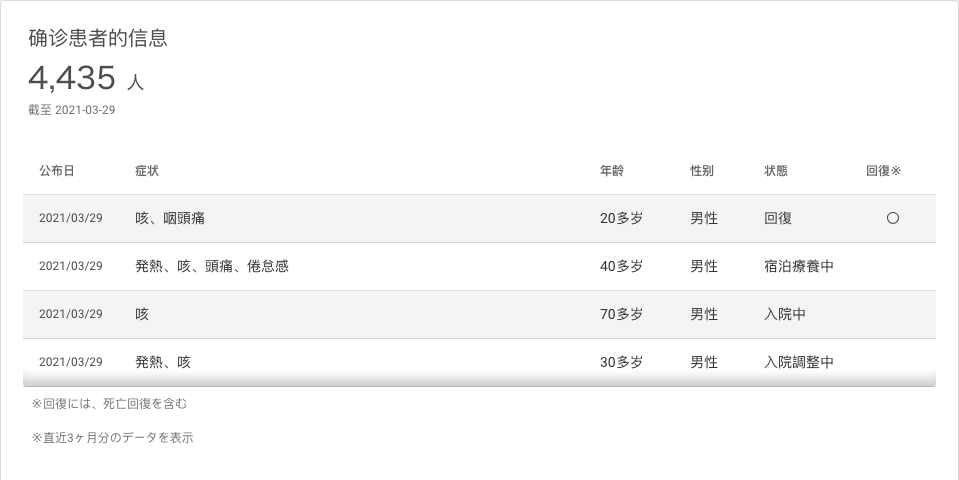 确诊患者的信息
4,435 人
截至 2021-03-29
公布日 症状 年齡 性别 状態 回復※
2021/03/29 咳、咽頭痛 20多岁 男性 回復 〇
2021/03/29 発熱、咳、頭痛、倦怠感 40多岁 男性 宿泊療養中
2021/03/29 咳 70多岁 男性 入院中
2021/03/29 発熱、咳 30多岁 男性 入院調整中
※回復には、死亡回復を含む
※直近3ヶ月分のデータを表示